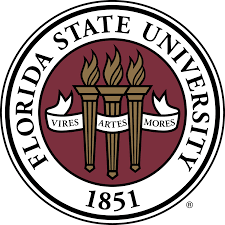 FLORIDA STATE UNIVERSITY
VIRES ARTES MORES
1851
®